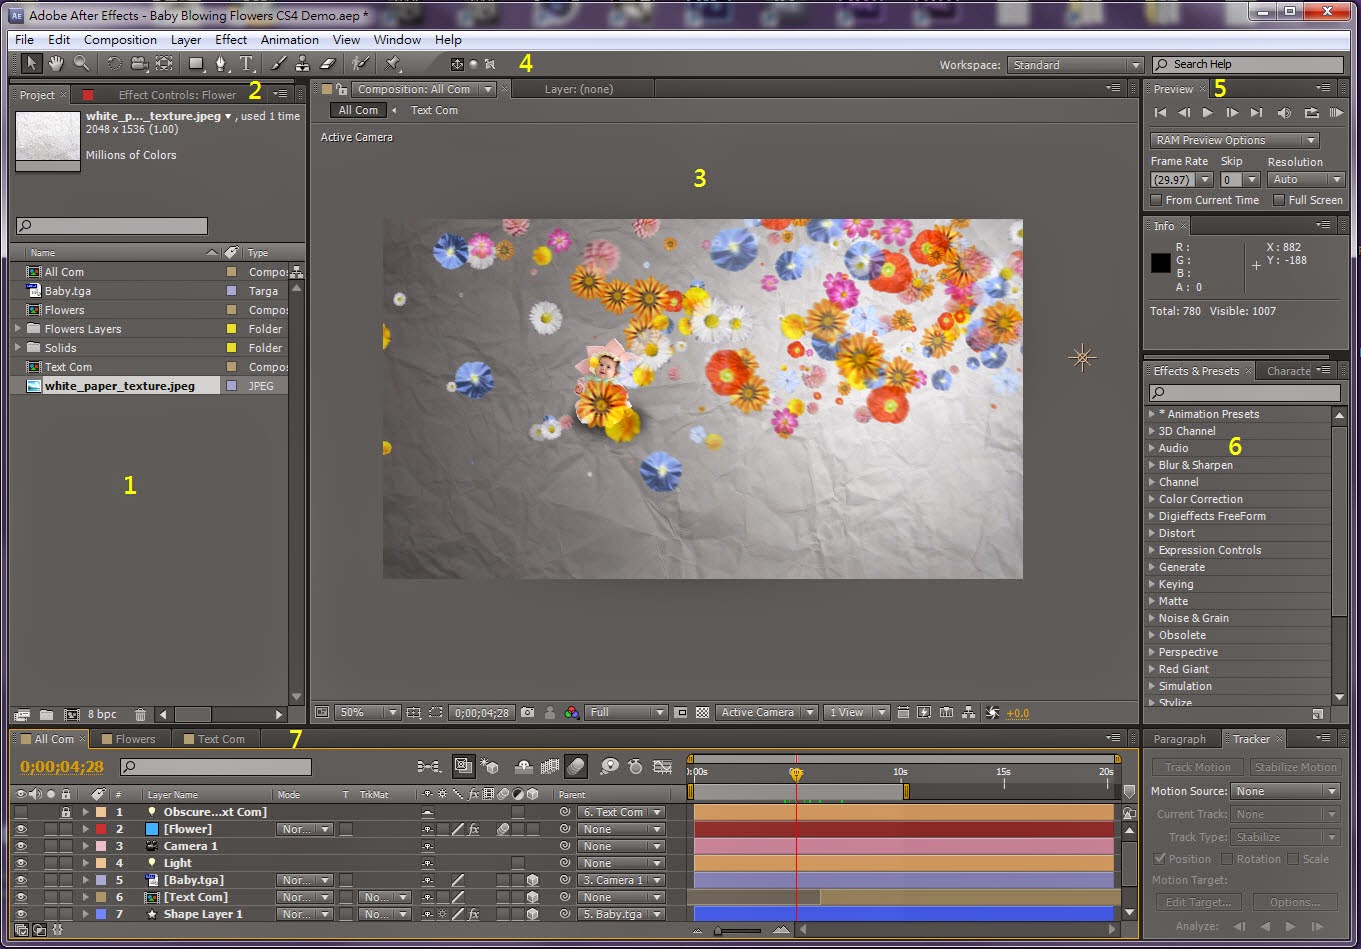 Adobe After Effects - Baby Blowing Flowers CS4 Demo.aep *
File Edit Composition Layer Effect Animation View Window Help
4
Workspace: Standard
Search Help
Project
Effect Controls: Flower
2
white_p..._texture.jpeg ▾ , used 1 time
2048 x 1536 (1.00)
Millions of Colors
Name Type
All Com Compo
Baby.tga Targa
Flowers Compo
Flowers Layers Folder
Solids Folder
Text Com Compo
white_paper_texture.jpeg JPEG
1
8 bpc
Composition: All Com
Layer: (none)
All Com Text Com
Active Camera
3
50% 0;00;04;28 Full Active Camera 1 View +0.0
Preview
5
RAM Preview Options
Frame Rate Skip Resolution
(29.97) 0 Auto
From Current Time Full Screen
Info
R : X : 882
G : Y : -188
B :
A : 0
Total: 780 Visible: 1007
Effects & Presets
Characte
* Animation Presets
3D Channel
Audio
6
Blur & Sharpen
Channel
Color Correction
Digieffects FreeForm
Distort
Expression Controls
Generate
Keying
Matte
Noise & Grain
Obsolete
Perspective
Red Giant
Simulation
Stylize
All Com Flowers Text Com
7
0;00;04;28
# Layer Name Mode T TrkMat Parent
):00s 10s 15s 20s
1 Obscure...xt Com] 6. Text Com
2 [Flower] Nor... None
3 Camera 1 None
4 Light None
5 [Baby.tga] Nor... 3. Camera 1
6 [Text Com] Nor... No... None
7 Shape Layer 1 Nor... No... 5. Baby.tga
Paragraph Tracker
Track Motion Stabilize Motion
Motion Source: None
Current Track: None
Track Type: Stabilize
Position Rotation Scale
Motion Target:
Edit Target... Options...
Analyze: